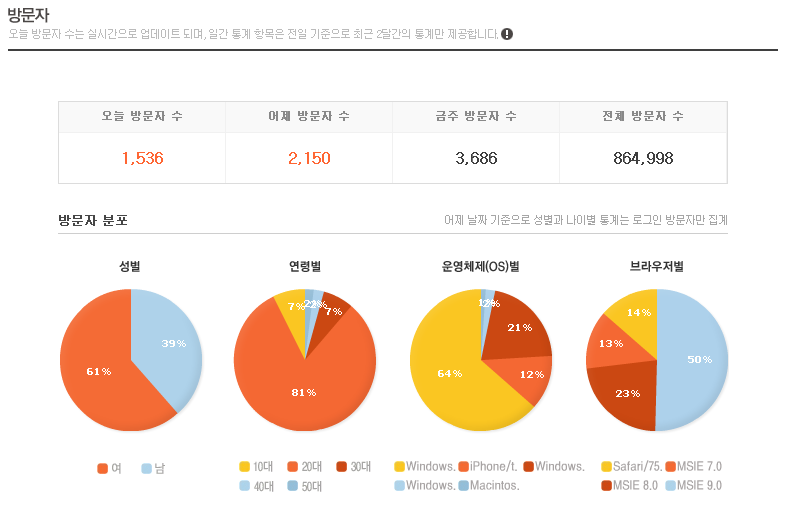 방문자
오늘 방문자 수는 실시간으로 업데이트 되며, 일간 통계 항목은 전일 기준으로 최근 2달간의 통계만 제공합니다.
오늘 방문자 수 어제 방문자 수 금주 방문자 수 전체 방문자 수
1,536 2,150 3,686 864,998
방문자 분포 어제 날짜 기준으로 성별과 나이별 통계는 로그인 방문자만 집계
성별 연령별 운영체제(OS)별 브라우저별
39% 61%
7% 2% 7% 81%
2% 21% 12% 64%
14% 13% 23% 50%
여 남
10대 20대 30대
40대 50대
Windows. iPhone/t. Windows.
Windows. Macintos.
Safari/75. MSIE 7.0
MSIE 8.0 MSIE 9.0